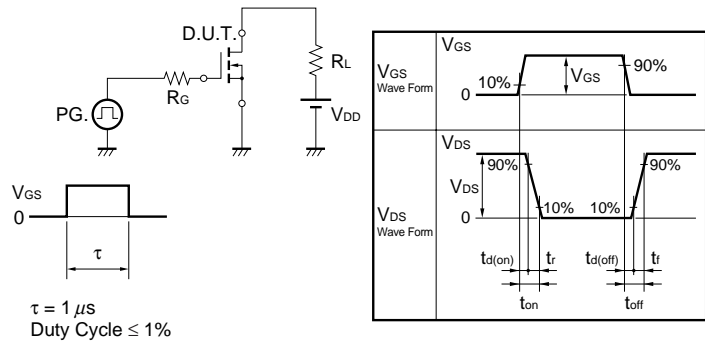 D.U.T.
RL
RG
PG.
VDD
VGS
0
τ
τ = 1 μs
Duty Cycle ≤ 1%
VGS
Wave Form
VGS
10%
VGS
90%
0
VDS
Wave Form
VDS
90%
90%
VDS
10%
10%
0
td(on) tr td(off) tf
ton toff